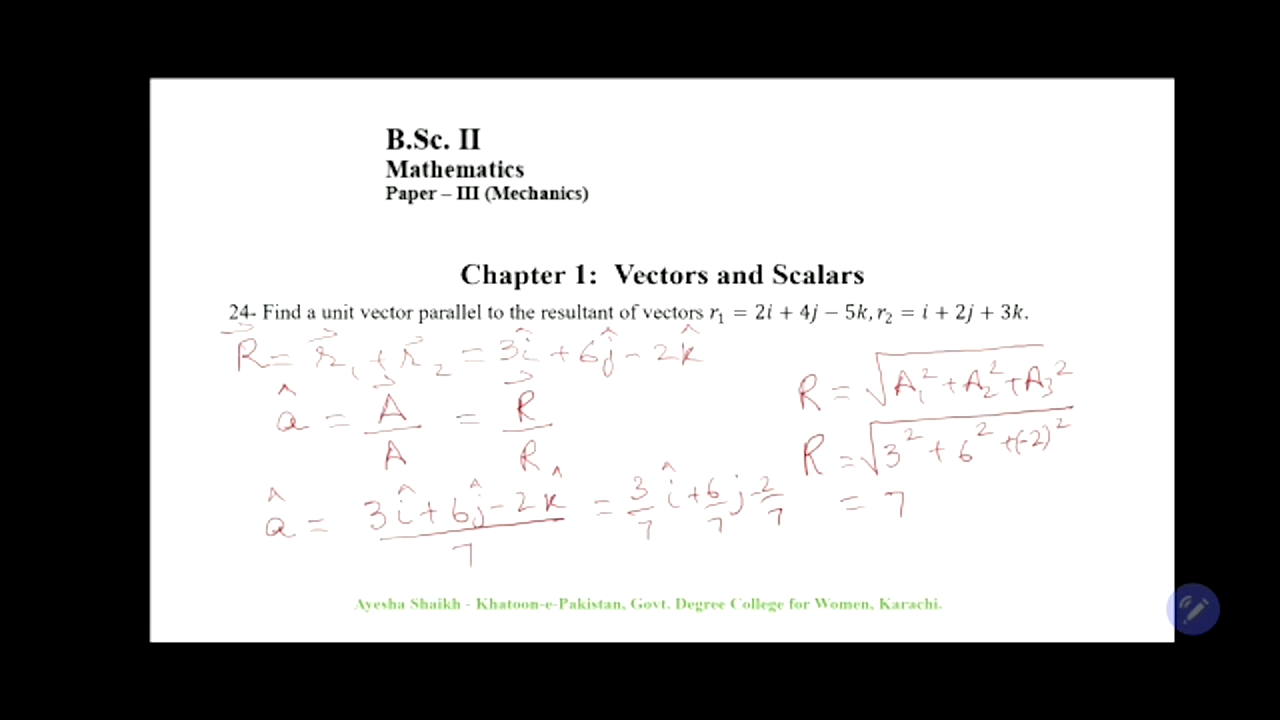 B.Sc. II
Mathematics
Paper – III (Mechanics)
Chapter 1: Vectors and Scalars
24- Find a unit vector parallel to the resultant of vectors r₁ = 2i + 4j − 5k, r₂ = i + 2j + 3k.
R⃗ = r⃗₁ + r⃗₂ = 3î + 6ĵ − 2k̂
â = A⃗/A = R⃗/R
â = (3î + 6ĵ − 2k̂)/7 = 3/7 î + 6/7 j − 2/7
R = √(A₁² + A₂² + A₃²)
R = √(3² + 6² + (−2)²)
= 7
Ayesha Shaikh - Khatoon-e-Pakistan, Govt. Degree College for Women, Karachi.